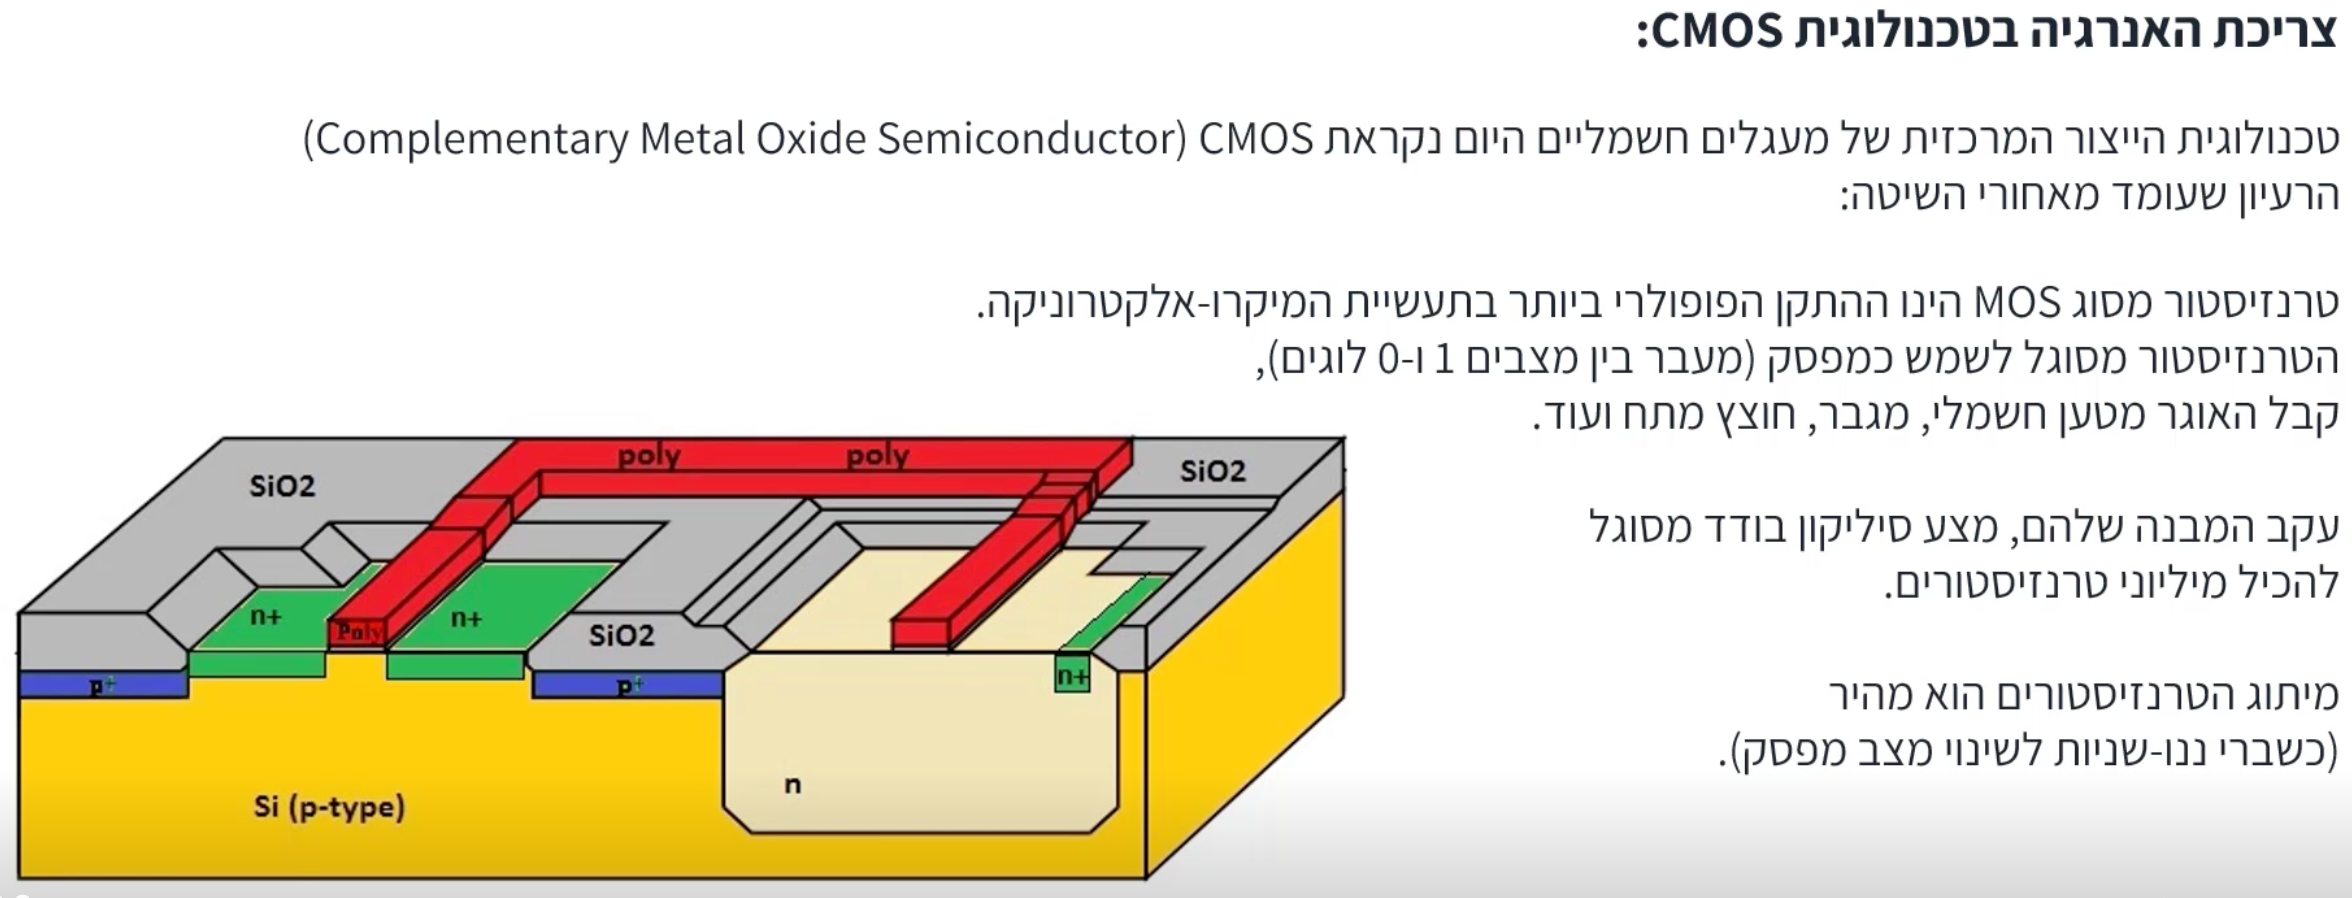 צריכת האנרגיה בטכנולוגית CMOS:
טכנולוגית הייצור המרכזית של מעגלים חשמליים היום נקראת CMOS (Complementary Metal Oxide Semiconductor)
הרעיון שעומד מאחורי השיטה:
טרנזיסטור מסוג MOS הינו ההתקן הפופולרי ביותר בתעשיית המיקרו-אלקטרוניקה.
הטרנזיסטור מסוגל לשמש כמפסק (מעבר בין מצבים 1 ו-0 לוגים),
קבל האוגר מטען חשמלי, מגבר, חוצץ מתח ועוד.
עקב המבנה שלהם, מצע סיליקון בודד מסוגל
להכיל מיליוני טרנזיסטורים.
מיתוג הטרנזיסטורים הוא מהיר
(כשברי ננו-שניות לשינוי מצב מפסק).
poly
poly
SiO2
SiO2
n+
Poly
n+
SiO2
p+
p+
n+
n
Si (p-type)